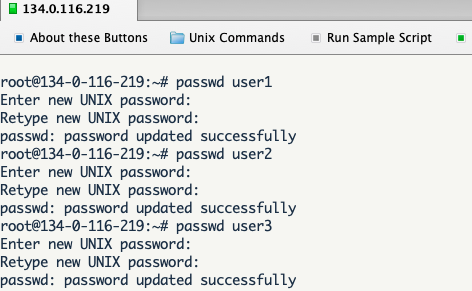 134.0.116.219
About these Buttons Unix Commands Run Sample Script
root@134-0-116-219:~# passwd user1
Enter new UNIX password:
Retype new UNIX password:
passwd: password updated successfully
root@134-0-116-219:~# passwd user2
Enter new UNIX password:
Retype new UNIX password:
passwd: password updated successfully
root@134-0-116-219:~# passwd user3
Enter new UNIX password:
Retype new UNIX password:
passwd: password updated successfully